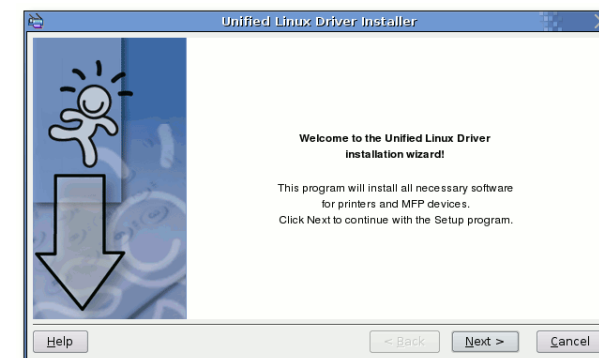 Unified Linux Driver Installer
Welcome to the Unified Linux Driver
installation wizard!
This program will install all necessary software
for printers and MFP devices.
Click Next to continue with the Setup program.
Help
< Back
Next >
Cancel